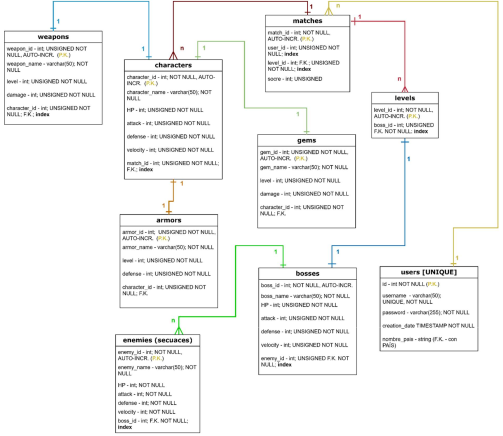 weapons
weapon_id - int; UNSIGNED NOT
NULL, AUTO-INCR. (P.K.)
weapon_name - varchar(50); NOT
NULL
level - int; UNSIGNED NOT NULL
damage - int; UNSIGNED NOT NULL
character_id - int; UNSIGNED NOT
NULL; F.K.; index
1
1
n
1
characters
character_id - int; NOT NULL, AUTO-
INCR. (P.K.)
character_name - varchar(50); NOT
NULL
HP - int; UNSIGNED NOT NULL
attack - int; UNSIGNED NOT NULL
defense - int; UNSIGNED NOT NULL
velocity - int; UNSIGNED NOT NULL
match_id - int; UNSIGNED NOT NULL;
F.K.; index
1
n
1
matches
match_id - int; NOT NULL,
AUTO-INCR. (P.K.)
user_id - int; UNSIGNED NOT
NULL; index
level_id - int; F.K.; UNSIGNED
NOT NULL; index
socre - int; UNSIGNED
1
n
levels
level_id - int; NOT NULL,
AUTO-INCR. (P.K.)
boss_id - int; UNSIGNED
F.K. NOT NULL; index
1
1
gems
gem_id - int; UNSIGNED NOT NULL,
AUTO-INCR. (P.K.)
gem_name - varchar(50); NOT
NULL
level - int; UNSIGNED NOT NULL
damage - int; UNSIGNED NOT NULL
character_id - int; UNSIGNED NOT
NULL; F.K.
1
1
armors
armor_id - int; UNSIGNED NOT NULL,
AUTO-INCR. (P.K.)
armor_name - varchar(50); NOT NULL
level - int; UNSIGNED NOT NULL
defense - int; UNSIGNED NOT NULL
character_id - int; UNSIGNED NOT
NULL; F.K.
1
1
1
bosses
boss_id - int; NOT NULL, AUTO-INCR.
boss_name - varchar(50); NOT NULL
HP - int; UNSIGNED NOT NULL
attack - int; UNSIGNED NOT NULL
defense - int; UNSIGNED NOT NULL
velocity - int; UNSIGNED NOT NULL
enemy_id - int; UNSIGNED F.K. NOT
NULL; index
users [UNIQUE]
id - int NOT NULL (P.K.)
username - varchar(50);
UNIQUE, NOT NULL
password - varchar(255); NOT NULL
creation_date TIMESTAMP NOT NULL
nombre_pais - string (F.K. - con
PAÍS)
n
enemies (secuaces)
enemy_id - int; NOT NULL,
AUTO-INCR. (P.K.)
enemy_name - varchar(50); NOT
NULL
HP - int; NOT NULL
attack - int; NOT NULL
defense - int; NOT NULL
velocity - int; NOT NULL
boss_id - int; F.K. NOT NULL;
index